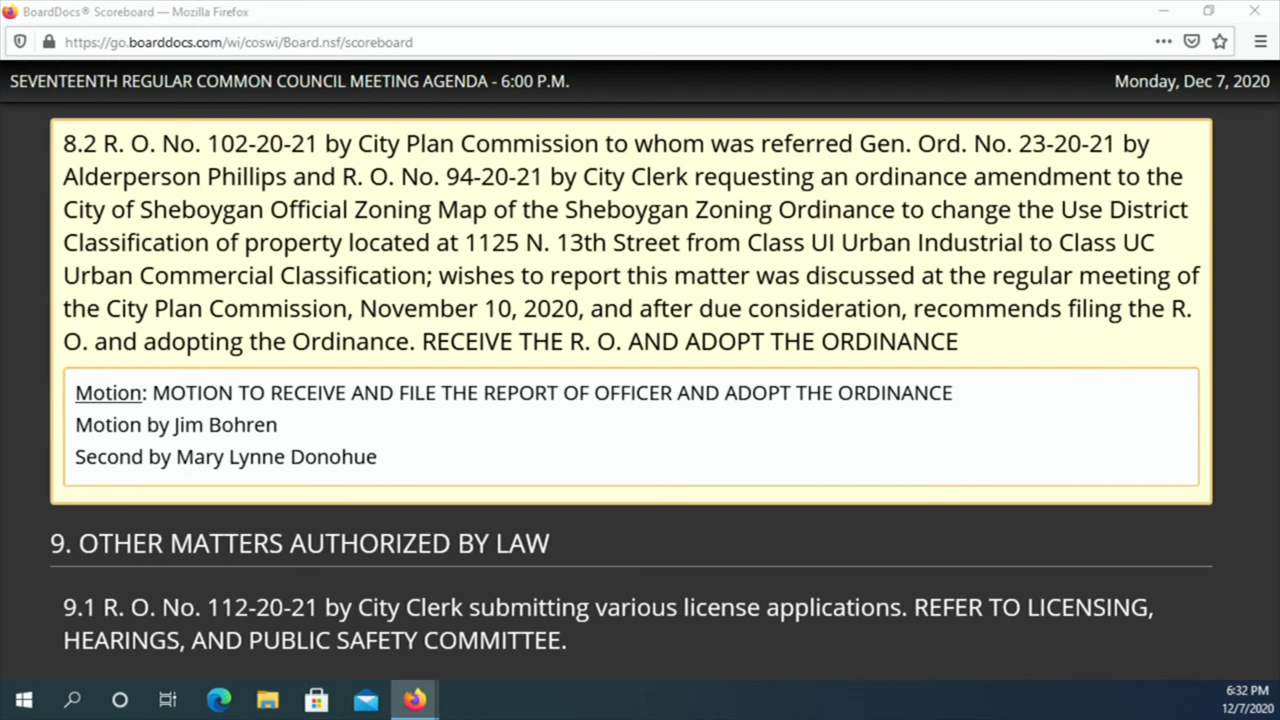 BoardDocs® Scoreboard — Mozilla Firefox
https://go.boarddocs.com/wi/coswi/Board.nsf/scoreboard
SEVENTEENTH REGULAR COMMON COUNCIL MEETING AGENDA - 6:00 P.M.
Monday, Dec 7, 2020
8.2 R. O. No. 102-20-21 by City Plan Commission to whom was referred Gen. Ord. No. 23-20-21 by
Alderperson Phillips and R. O. No. 94-20-21 by City Clerk requesting an ordinance amendment to the
City of Sheboygan Official Zoning Map of the Sheboygan Zoning Ordinance to change the Use District
Classification of property located at 1125 N. 13th Street from Class UI Urban Industrial to Class UC
Urban Commercial Classification; wishes to report this matter was discussed at the regular meeting of
the City Plan Commission, November 10, 2020, and after due consideration, recommends filing the R.
O. and adopting the Ordinance. RECEIVE THE R. O. AND ADOPT THE ORDINANCE
Motion: MOTION TO RECEIVE AND FILE THE REPORT OF OFFICER AND ADOPT THE ORDINANCE
Motion by Jim Bohren
Second by Mary Lynne Donohue
9. OTHER MATTERS AUTHORIZED BY LAW
9.1 R. O. No. 112-20-21 by City Clerk submitting various license applications. REFER TO LICENSING,
HEARINGS, AND PUBLIC SAFETY COMMITTEE.
6:32 PM
12/7/2020